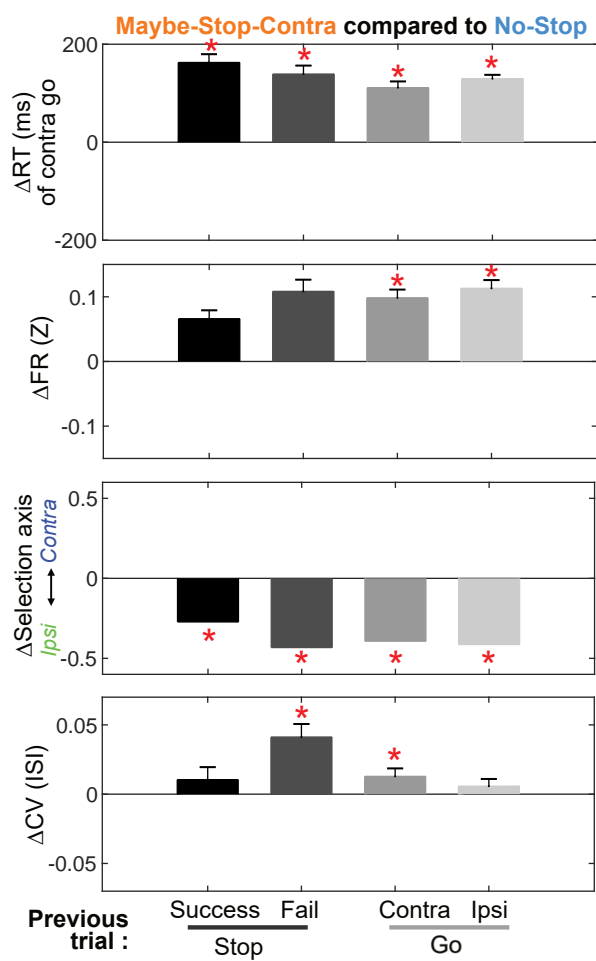 Maybe-Stop-Contra compared to No-Stop
ΔRT (ms)
of contra go
200
0
-200
*
*
*
*
ΔFR (Z)
0.1
0
-0.1
*
*
ΔSelection axis
Ipsi ⟷ Contra
0.5
0
-0.5
*
*
*
*
ΔCV (ISI)
0.05
0
-0.05
*
*
Previous
trial :
Success Fail Contra Ipsi
Stop Go